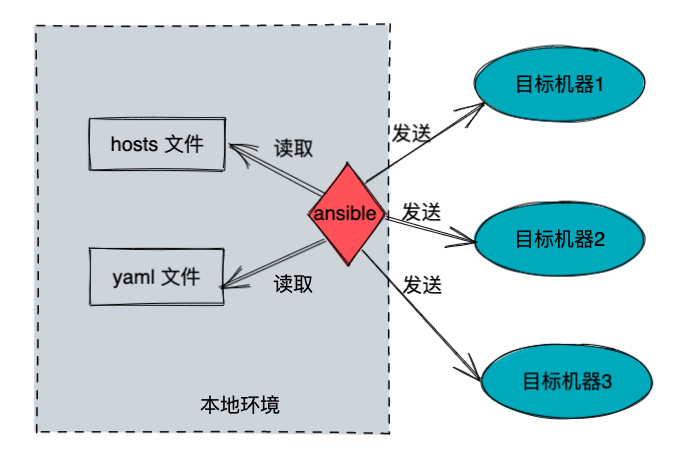 目标机器1
发送
hosts 文件
读取
ansible
发送
目标机器2
yaml 文件
读取
发送
目标机器3
本地环境